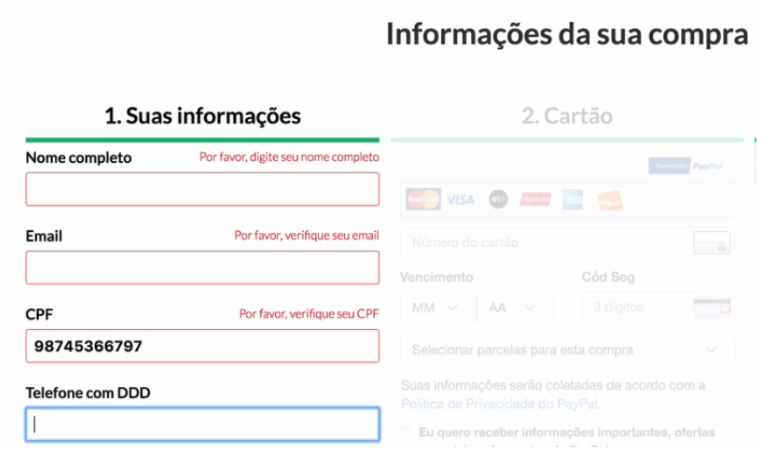 Informações da sua compra
1. Suas informações
Nome completo
Por favor, digite seu nome completo
Email
Por favor, verifique seu email
CPF
Por favor, verifique seu CPF
98745366797
Telefone com DDD
2. Cartão
Powered by PayPal
VISA
elo
Hiper
Número do cartão
Vencimento
Cód Seg
MM
AA
3 dígitos
Selecionar parcelas para esta compra
Suas informações serão coletadas de acordo com a
Política de Privacidade do PayPal.
Eu quero receber informações importantes, ofertas